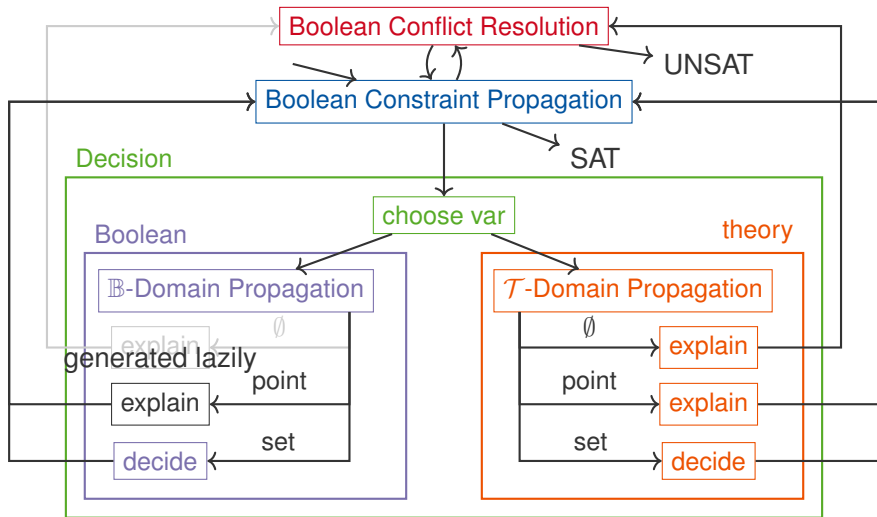 Boolean Conflict Resolution
UNSAT
Boolean Constraint Propagation
SAT
Decision
choose var
Boolean
theory
𝔹-Domain Propagation
𝒯-Domain Propagation
∅
explain
∅
explain
generated lazily
point
explain
point
explain
set
decide
set
decide